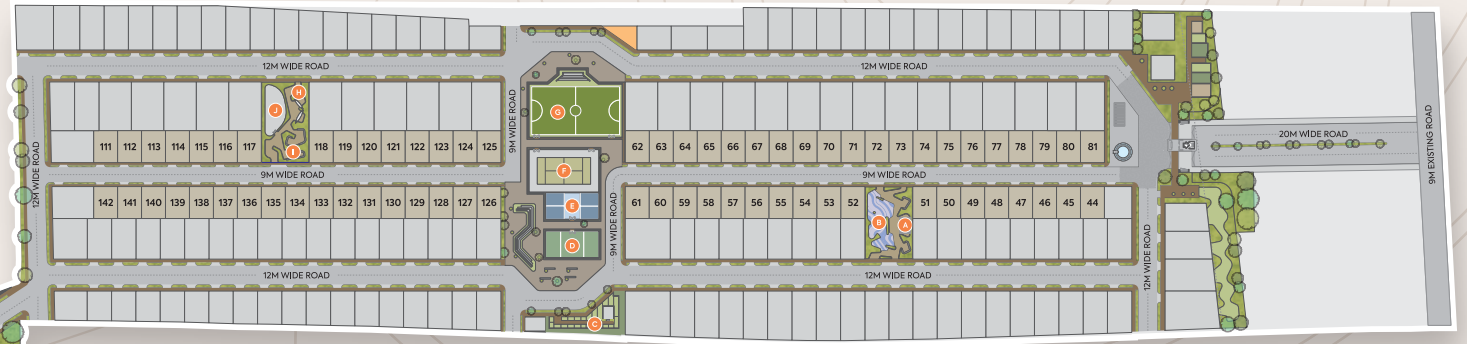 12M WIDE ROAD
12M WIDE ROAD
H
J
G
I
9M WIDE ROAD
20M WIDE ROAD
9M EXISTING ROAD
12M WIDE ROAD
111 112 113 114 115 116 117 118 119 120 121 122 123 124 125
62 63 64 65 66 67 68 69 70 71 72 73 74 75 76 77 78 79 80 81
F
9M WIDE ROAD
9M WIDE ROAD
142 141 140 139 138 137 136 135 134 133 132 131 130 129 128 127 126
E
61 60 59 58 57 56 55 54 53 52 51 50 49 48 47 46 45 44
B
A
D
9M WIDE ROAD
12M WIDE ROAD
12M WIDE ROAD
12M WIDE ROAD
C